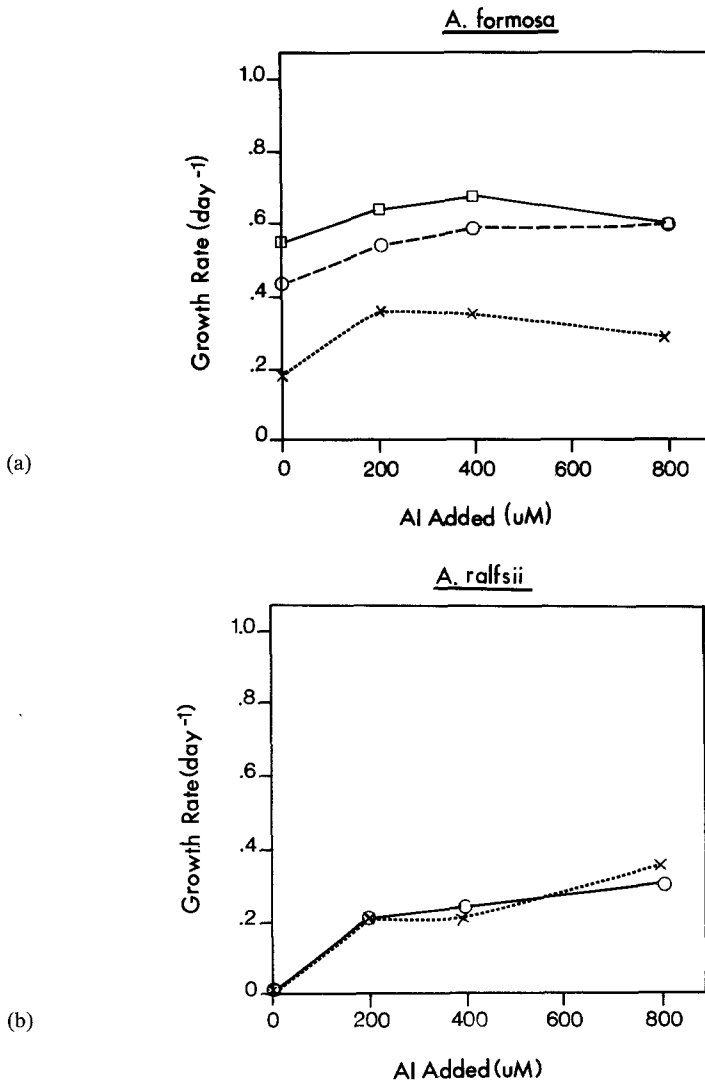 A. formosa
1.0
.8
.6
.4
.2
0
Growth Rate (day -1)
0 200 400 600 800
Al Added (uM)
(a)
A. ralfsii
1.0
.8
.6
.4
.2
0
Growth Rate (day -1)
0 200 400 600 800
Al Added (uM)
(b)